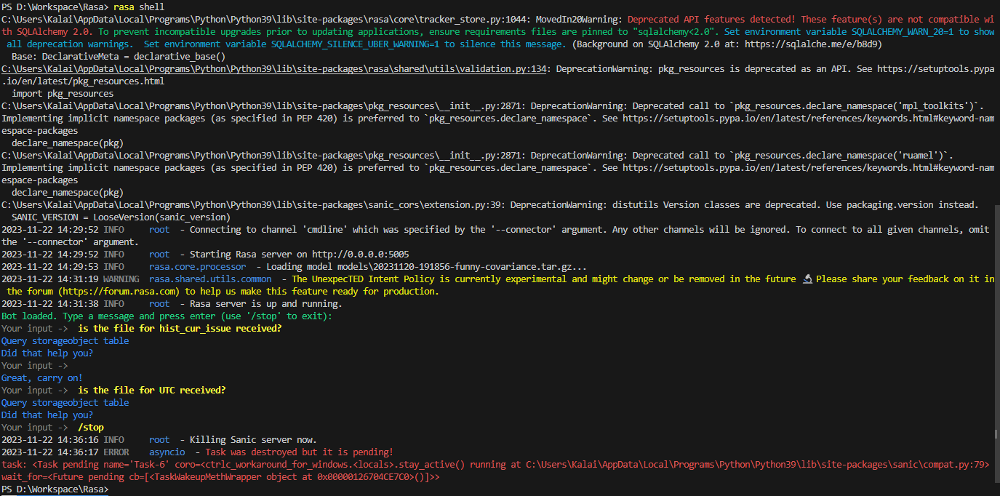 PS D:\Workspace\Rasa> rasa shell
C:\Users\Kalai\AppData\Local\Programs\Python\Python39\lib\site-packages\rasa\core\tracker_store.py:1044: MovedIn20Warning: Deprecated API features detected! These feature(s) are not compatible wi
th SQLAlchemy 2.0. To prevent incompatible upgrades prior to updating applications, ensure requirements files are pinned to "sqlalchemy<2.0". Set environment variable SQLALCHEMY_WARN_20=1 to show
 all deprecation warnings.  Set environment variable SQLALCHEMY_SILENCE_UBER_WARNING=1 to silence this message. (Background on SQLAlchemy 2.0 at: https://sqlalche.me/e/b8d9)
  Base: DeclarativeMeta = declarative_base()
C:\Users\Kalai\AppData\Local\Programs\Python\Python39\lib\site-packages\rasa\shared\utils\validation.py:134: DeprecationWarning: pkg_resources is deprecated as an API. See https://setuptools.pypa
.io/en/latest/pkg_resources.html
  import pkg_resources
C:\Users\Kalai\AppData\Local\Programs\Python\Python39\lib\site-packages\pkg_resources\__init__.py:2871: DeprecationWarning: Deprecated call to `pkg_resources.declare_namespace('mpl_toolkits')`.
Implementing implicit namespace packages (as specified in PEP 420) is preferred to `pkg_resources.declare_namespace`. See https://setuptools.pypa.io/en/latest/references/keywords.html#keyword-nam
espace-packages
  declare_namespace(pkg)
C:\Users\Kalai\AppData\Local\Programs\Python\Python39\lib\site-packages\pkg_resources\__init__.py:2871: DeprecationWarning: Deprecated call to `pkg_resources.declare_namespace('ruamel')`.
Implementing implicit namespace packages (as specified in PEP 420) is preferred to `pkg_resources.declare_namespace`. See https://setuptools.pypa.io/en/latest/references/keywords.html#keyword-nam
espace-packages
  declare_namespace(pkg)
C:\Users\Kalai\AppData\Local\Programs\Python\Python39\lib\site-packages\sanic_cors\extension.py:39: DeprecationWarning: distutils Version classes are deprecated. Use packaging.version instead.
  SANIC_VERSION = LooseVersion(sanic_version)
2023-11-22 14:29:52 INFO     root  - Connecting to channel 'cmdline' which was specified by the '--connector' argument. Any other channels will be ignored. To connect to all given channels, omit
the '--connector' argument.
2023-11-22 14:29:52 INFO     root  - Starting Rasa server on http://0.0.0.0:5005
2023-11-22 14:29:53 INFO     rasa.core.processor  - Loading model models\20231120-191856-funny-covariance.tar.gz...
2023-11-22 14:31:19 WARNING  rasa.shared.utils.common  - The UnexpecTED Intent Policy is currently experimental and might change or be removed in the future 🔬 Please share your feedback on it in
 the forum (https://forum.rasa.com) to help us make this feature ready for production.
2023-11-22 14:31:38 INFO     root  - Rasa server is up and running.
Bot loaded. Type a message and press enter (use '/stop' to exit):
Your input ->  is the file for hist_cur_issue received?
Query storageobject table
Did that help you?
Your input ->
Great, carry on!
Your input ->  is the file for UTC received?
Query storageobject table
Did that help you?
Your input ->  /stop
2023-11-22 14:36:16 INFO     root  - Killing Sanic server now.
2023-11-22 14:36:17 ERROR    asyncio  - Task was destroyed but it is pending!
task: <Task pending name='Task-6' coro=<ctrlc_workaround_for_windows.<locals>.stay_active() running at C:\Users\Kalai\AppData\Local\Programs\Python\Python39\lib\site-packages\sanic\compat.py:79>
wait_for=<Future pending cb=[<TaskWakeupMethWrapper object at 0x00000126704CE7C0>()]>>
PS D:\Workspace\Rasa>